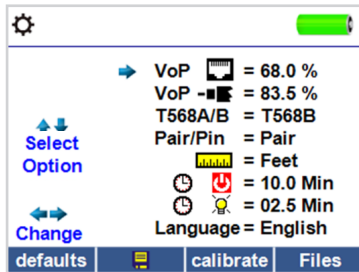 VoP = 68.0 %
VoP = 83.5 %
T568A/B = T568B
Pair/Pin = Pair
= Feet
= 10.0 Min
= 02.5 Min
Language = English
Select
Option
Change
defaults calibrate Files